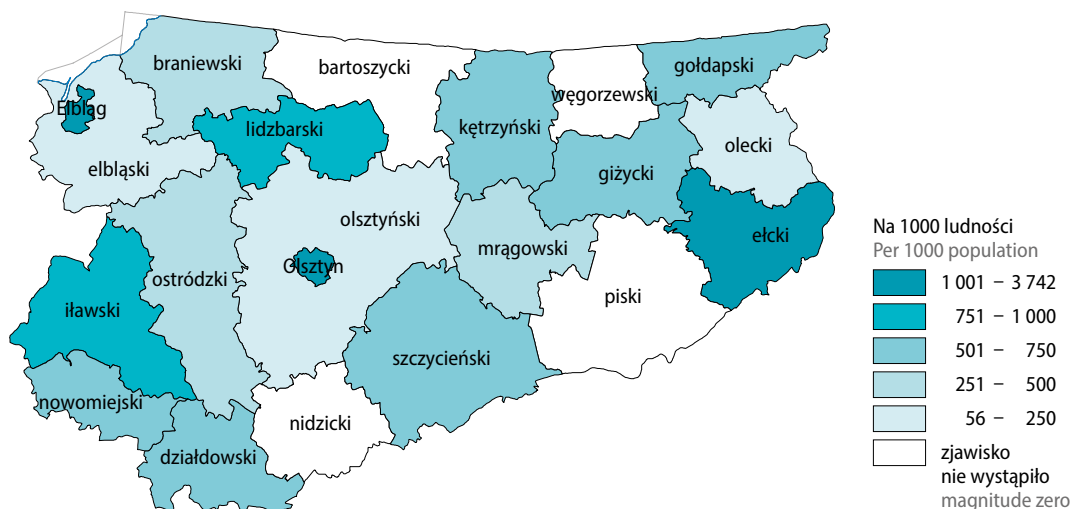 braniewski
bartoszycki
gołdapski
węgorzewski
Elbląg
lidzbarski
kętrzyński
olecki
elbląski
giżycki
olsztyński
ełcki
mrągowski
Olsztyn
ostródzki
piski
iławski
szczycieński
nowomiejski
nidzicki
działdowski
Na 1000 ludności
Per 1000 population
1 001 – 3 742
751 – 1 000
501 – 750
251 – 500
56 – 250
zjawisko
nie wystąpiło
magnitude zero